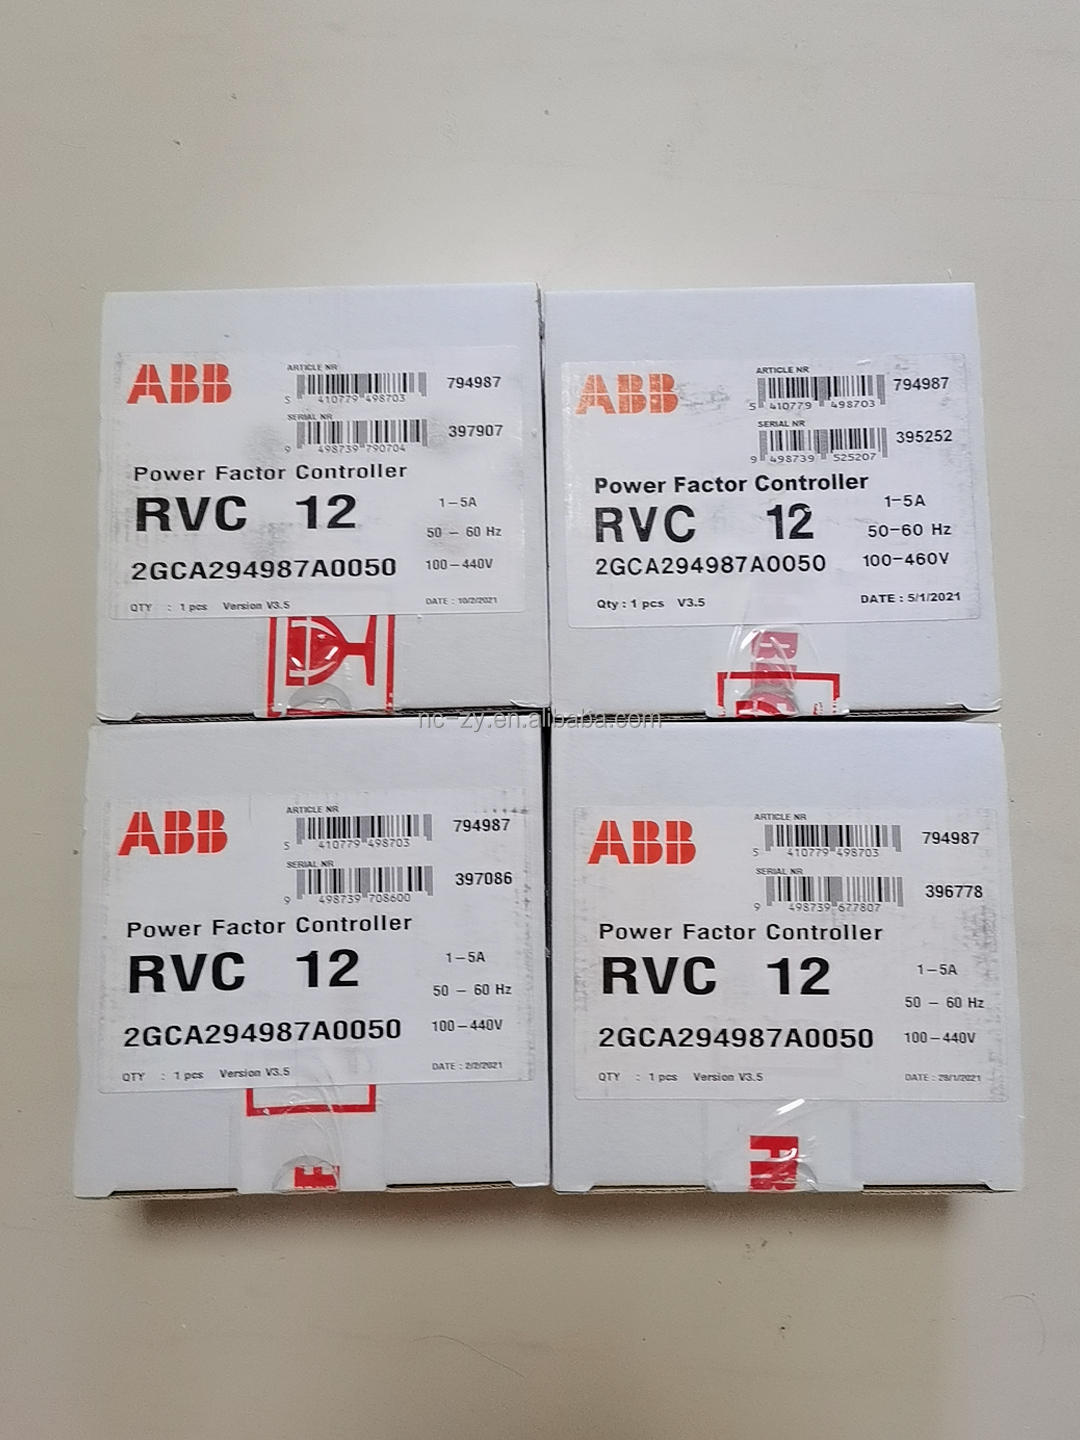 ABB
ARTICLE NR
794987
5 410779 498703
SERIAL NR
397907
9 498739 790704
Power Factor Controller
RVC 12
1-5A
50 - 60 Hz
2GCA294987A0050
100-440V
QTY : 1 pcs Version V3.5
DATE : 10/2/2021
ABB
ARTICLE NR
794987
5 410779 498703
SERIAL NR
395252
9 498739 525207
Power Factor Controller
RVC 12
1-5A
50-60 Hz
2GCA294987A0050
100-460V
Qty : 1 pcs V3.5
DATE : 5/1/2021
nc-zy.en.alibaba.com
ABB
ARTICLE NR
794987
5 410779 498703
SERIAL NR
397086
9 498739 708600
Power Factor Controller
RVC 12
1-5A
50 - 60 Hz
2GCA294987A0050
100-440V
QTY : 1 pcs Version V3.5
DATE : 2/2/2021
ABB
ARTICLE NR
794987
5 410779 498703
SERIAL NR
396778
9 498739 677807
Power Factor Controller
RVC 12
1-5A
50 - 60 Hz
2GCA294987A0050
100-440V
QTY : 1 pcs Version V3.5
DATE : 28/1/2021